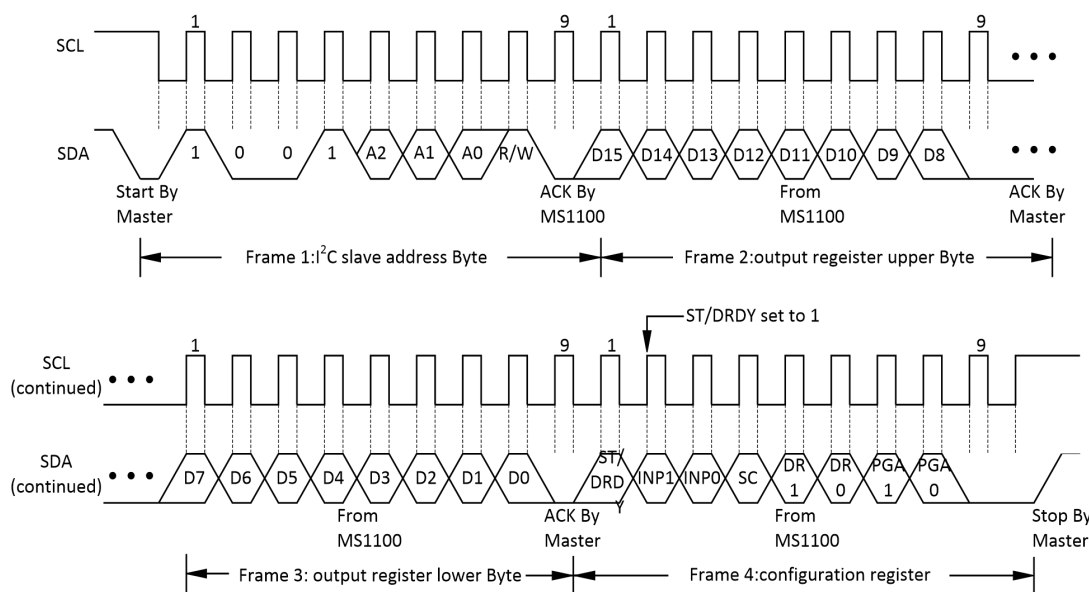 1 9 1 9
SCL
SDA
1 0 0 1 A2 A1 A0 R/W D15 D14 D13 D12 D11 D10 D9 D8
Start By
Master
ACK By
MS1100
From
MS1100
ACK By
Master
Frame 1:I²C slave address Byte
Frame 2:output regeister upper Byte
ST/DRDY set to 1
1 9 1 9
SCL
(continued)
SDA
(continued)
D7 D6 D5 D4 D3 D2 D1 D0
ST/
DRD
Y
INP1 INP0 SC
DR
1
DR
0
PGA
1
PGA
0
From
MS1100
ACK By
Master
From
MS1100
Stop By
Master
Frame 3: output register lower Byte
Frame 4:configuration register